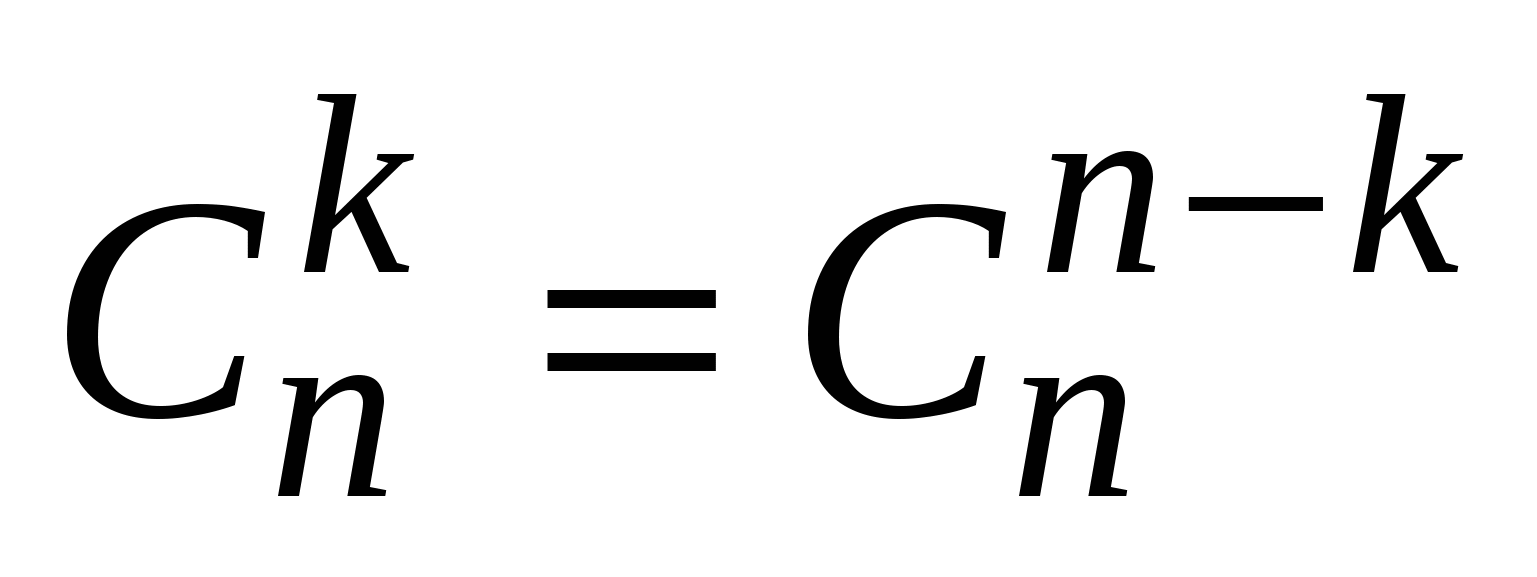 $C_n^k = C_n^{n-k}$